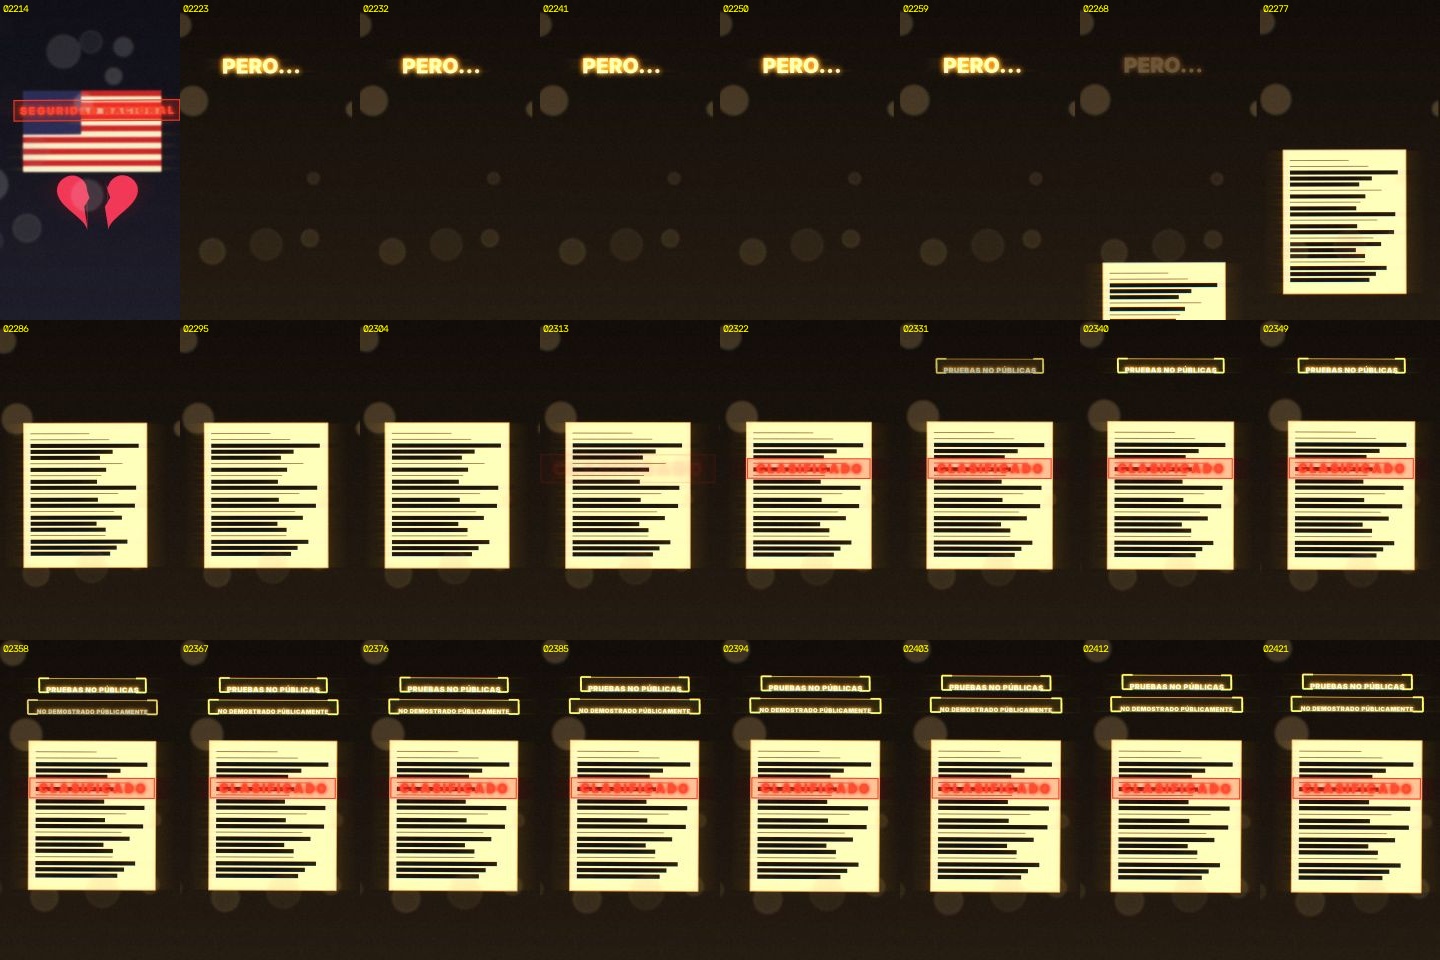 02214
SEGURIDAD NACIONAL
02223
PERO...
02232
PERO...
02241
PERO...
02250
PERO...
02259
PERO...
02268
PERO...
02277
02286
02295
02304
02313
CLASIFICADO
02322
CLASIFICADO
02331
PRUEBAS NO PÚBLICAS
CLASIFICADO
02340
PRUEBAS NO PÚBLICAS
CLASIFICADO
02349
PRUEBAS NO PÚBLICAS
CLASIFICADO
02358
PRUEBAS NO PÚBLICAS
NO DEMOSTRADO PÚBLICAMENTE
CLASIFICADO
02367
PRUEBAS NO PÚBLICAS
NO DEMOSTRADO PÚBLICAMENTE
CLASIFICADO
02376
PRUEBAS NO PÚBLICAS
NO DEMOSTRADO PÚBLICAMENTE
CLASIFICADO
02385
PRUEBAS NO PÚBLICAS
NO DEMOSTRADO PÚBLICAMENTE
CLASIFICADO
02394
PRUEBAS NO PÚBLICAS
NO DEMOSTRADO PÚBLICAMENTE
CLASIFICADO
02403
PRUEBAS NO PÚBLICAS
NO DEMOSTRADO PÚBLICAMENTE
CLASIFICADO
02412
PRUEBAS NO PÚBLICAS
NO DEMOSTRADO PÚBLICAMENTE
CLASIFICADO
02421
PRUEBAS NO PÚBLICAS
NO DEMOSTRADO PÚBLICAMENTE
CLASIFICADO